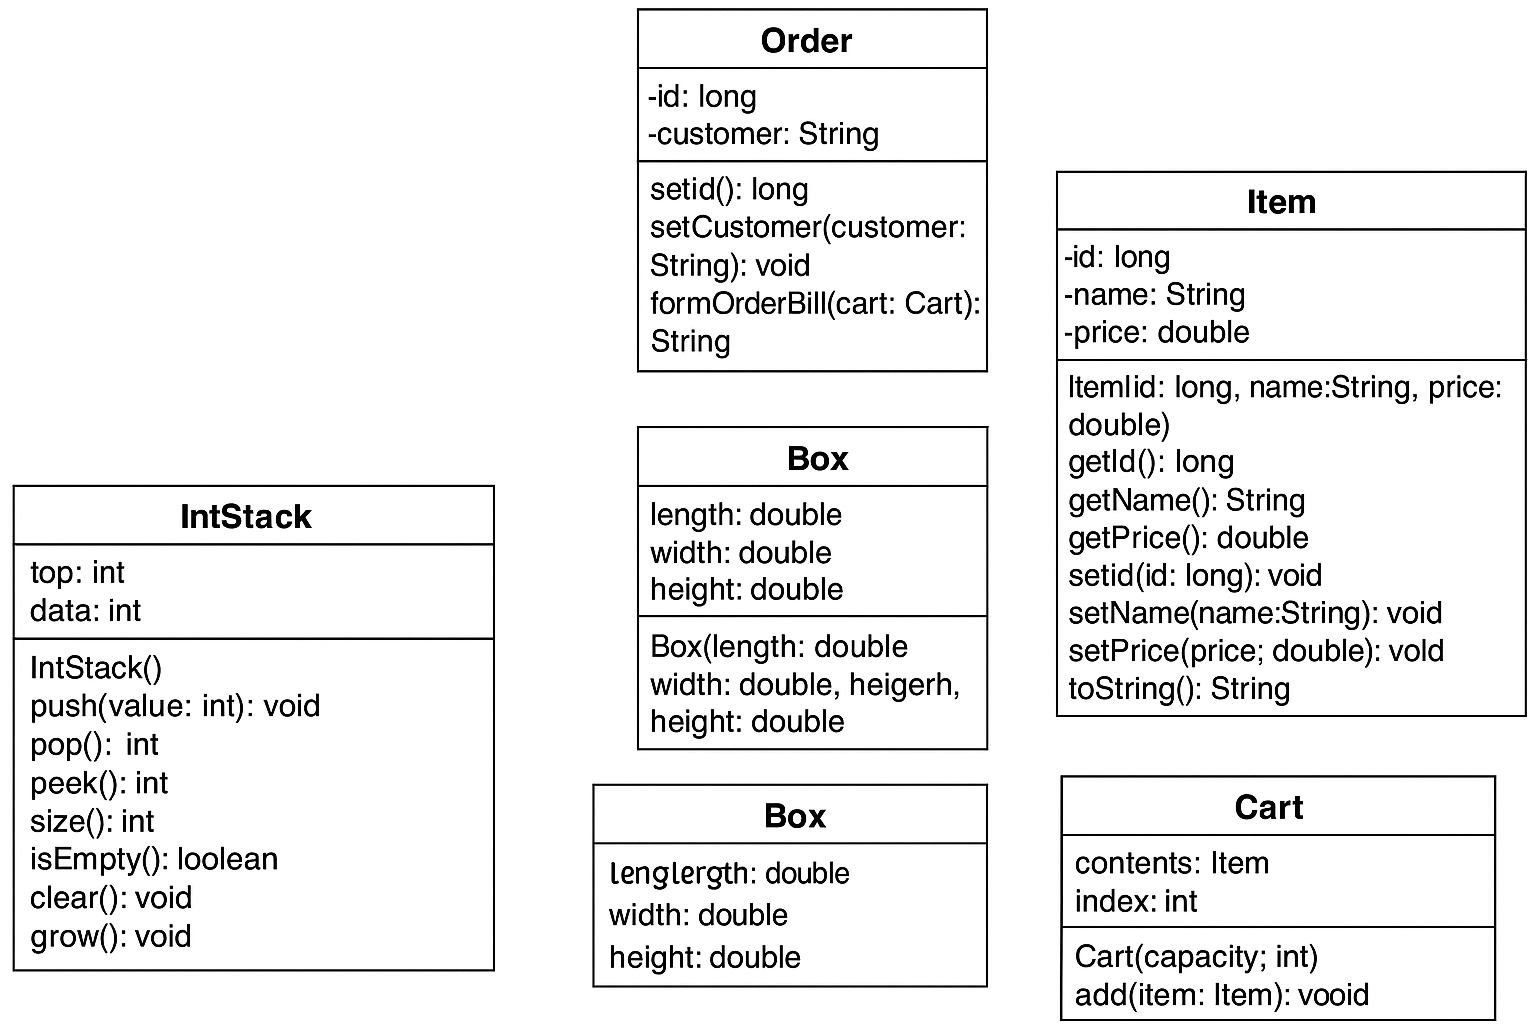 Order
-id: long
-customer: String
setid(): long
setCustomer(customer:
String): void
formOrderBill(cart: Cart):
String
Item
-id: long
-name: String
-price: double
ItemIid: long, name:String, price:
double)
getId(): long
getName(): String
getPrice(): double
setid(id: long): void
setName(name:String): void
setPrice(price; double): vold
toString(): String
Box
length: double
width: double
height: double
Box(length: double
width: double, heigerh,
height: double
IntStack
top: int
data: int
IntStack()
push(value: int): void
pop(): int
peek(): int
size(): int
isEmpty(): loolean
clear(): void
grow(): void
Box
lenglergth: double
width: double
height: double
Cart
contents: Item
index: int
Cart(capacity; int)
add(item: Item): vooid